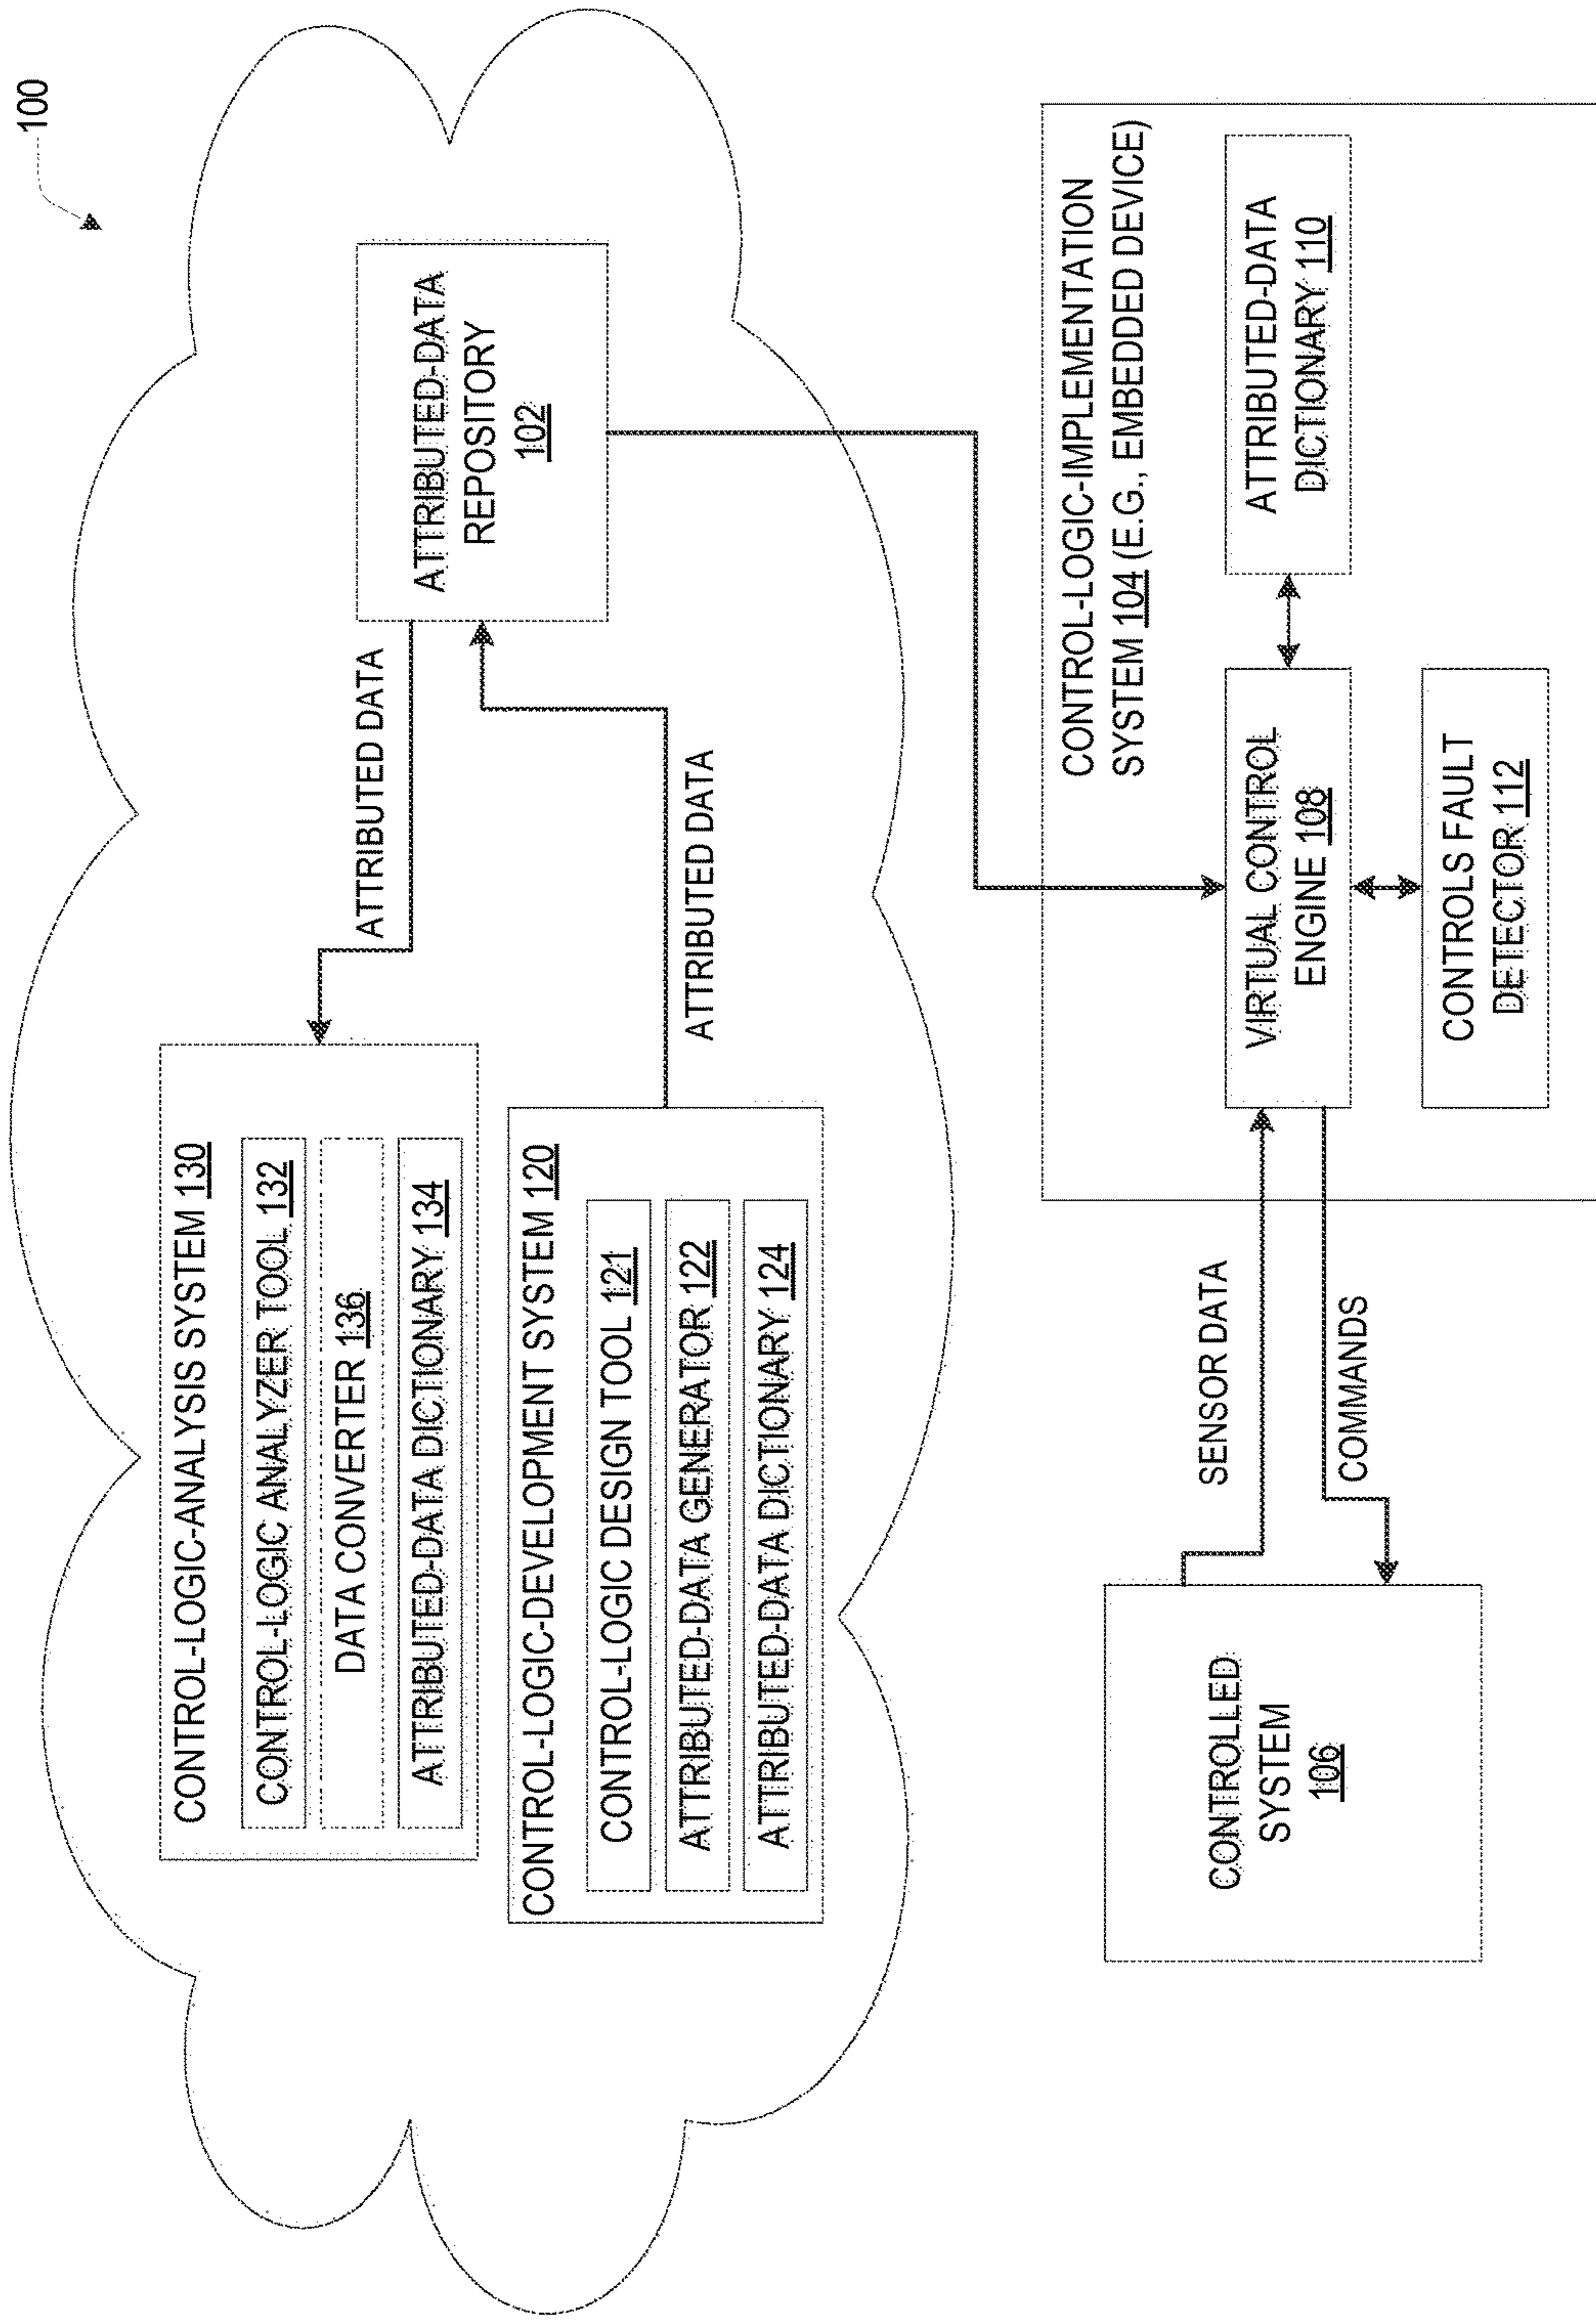 100
CONTROL-LOGIC-ANALYSIS SYSTEM 130
CONTROL-LOGIC ANALYZER TOOL 132
DATA CONVERTER 136
ATTRIBUTED-DATA DICTIONARY 134
ATTRIBUTED DATA
ATTRIBUTED-DATA
REPOSITORY
102
CONTROL-LOGIC-DEVELOPMENT SYSTEM 120
CONTROL-LOGIC DESIGN TOOL 121
ATTRIBUTED-DATA GENERATOR 122
ATTRIBUTED-DATA DICTIONARY 124
ATTRIBUTED DATA
CONTROL-LOGIC-IMPLEMENTATION
SYSTEM 104 (E.G., EMBEDDED DEVICE)
CONTROLLED
SYSTEM
106
SENSOR DATA
COMMANDS
VIRTUAL CONTROL
ENGINE 108
ATTRIBUTED-DATA
DICTIONARY 110
CONTROLS FAULT
DETECTOR 112